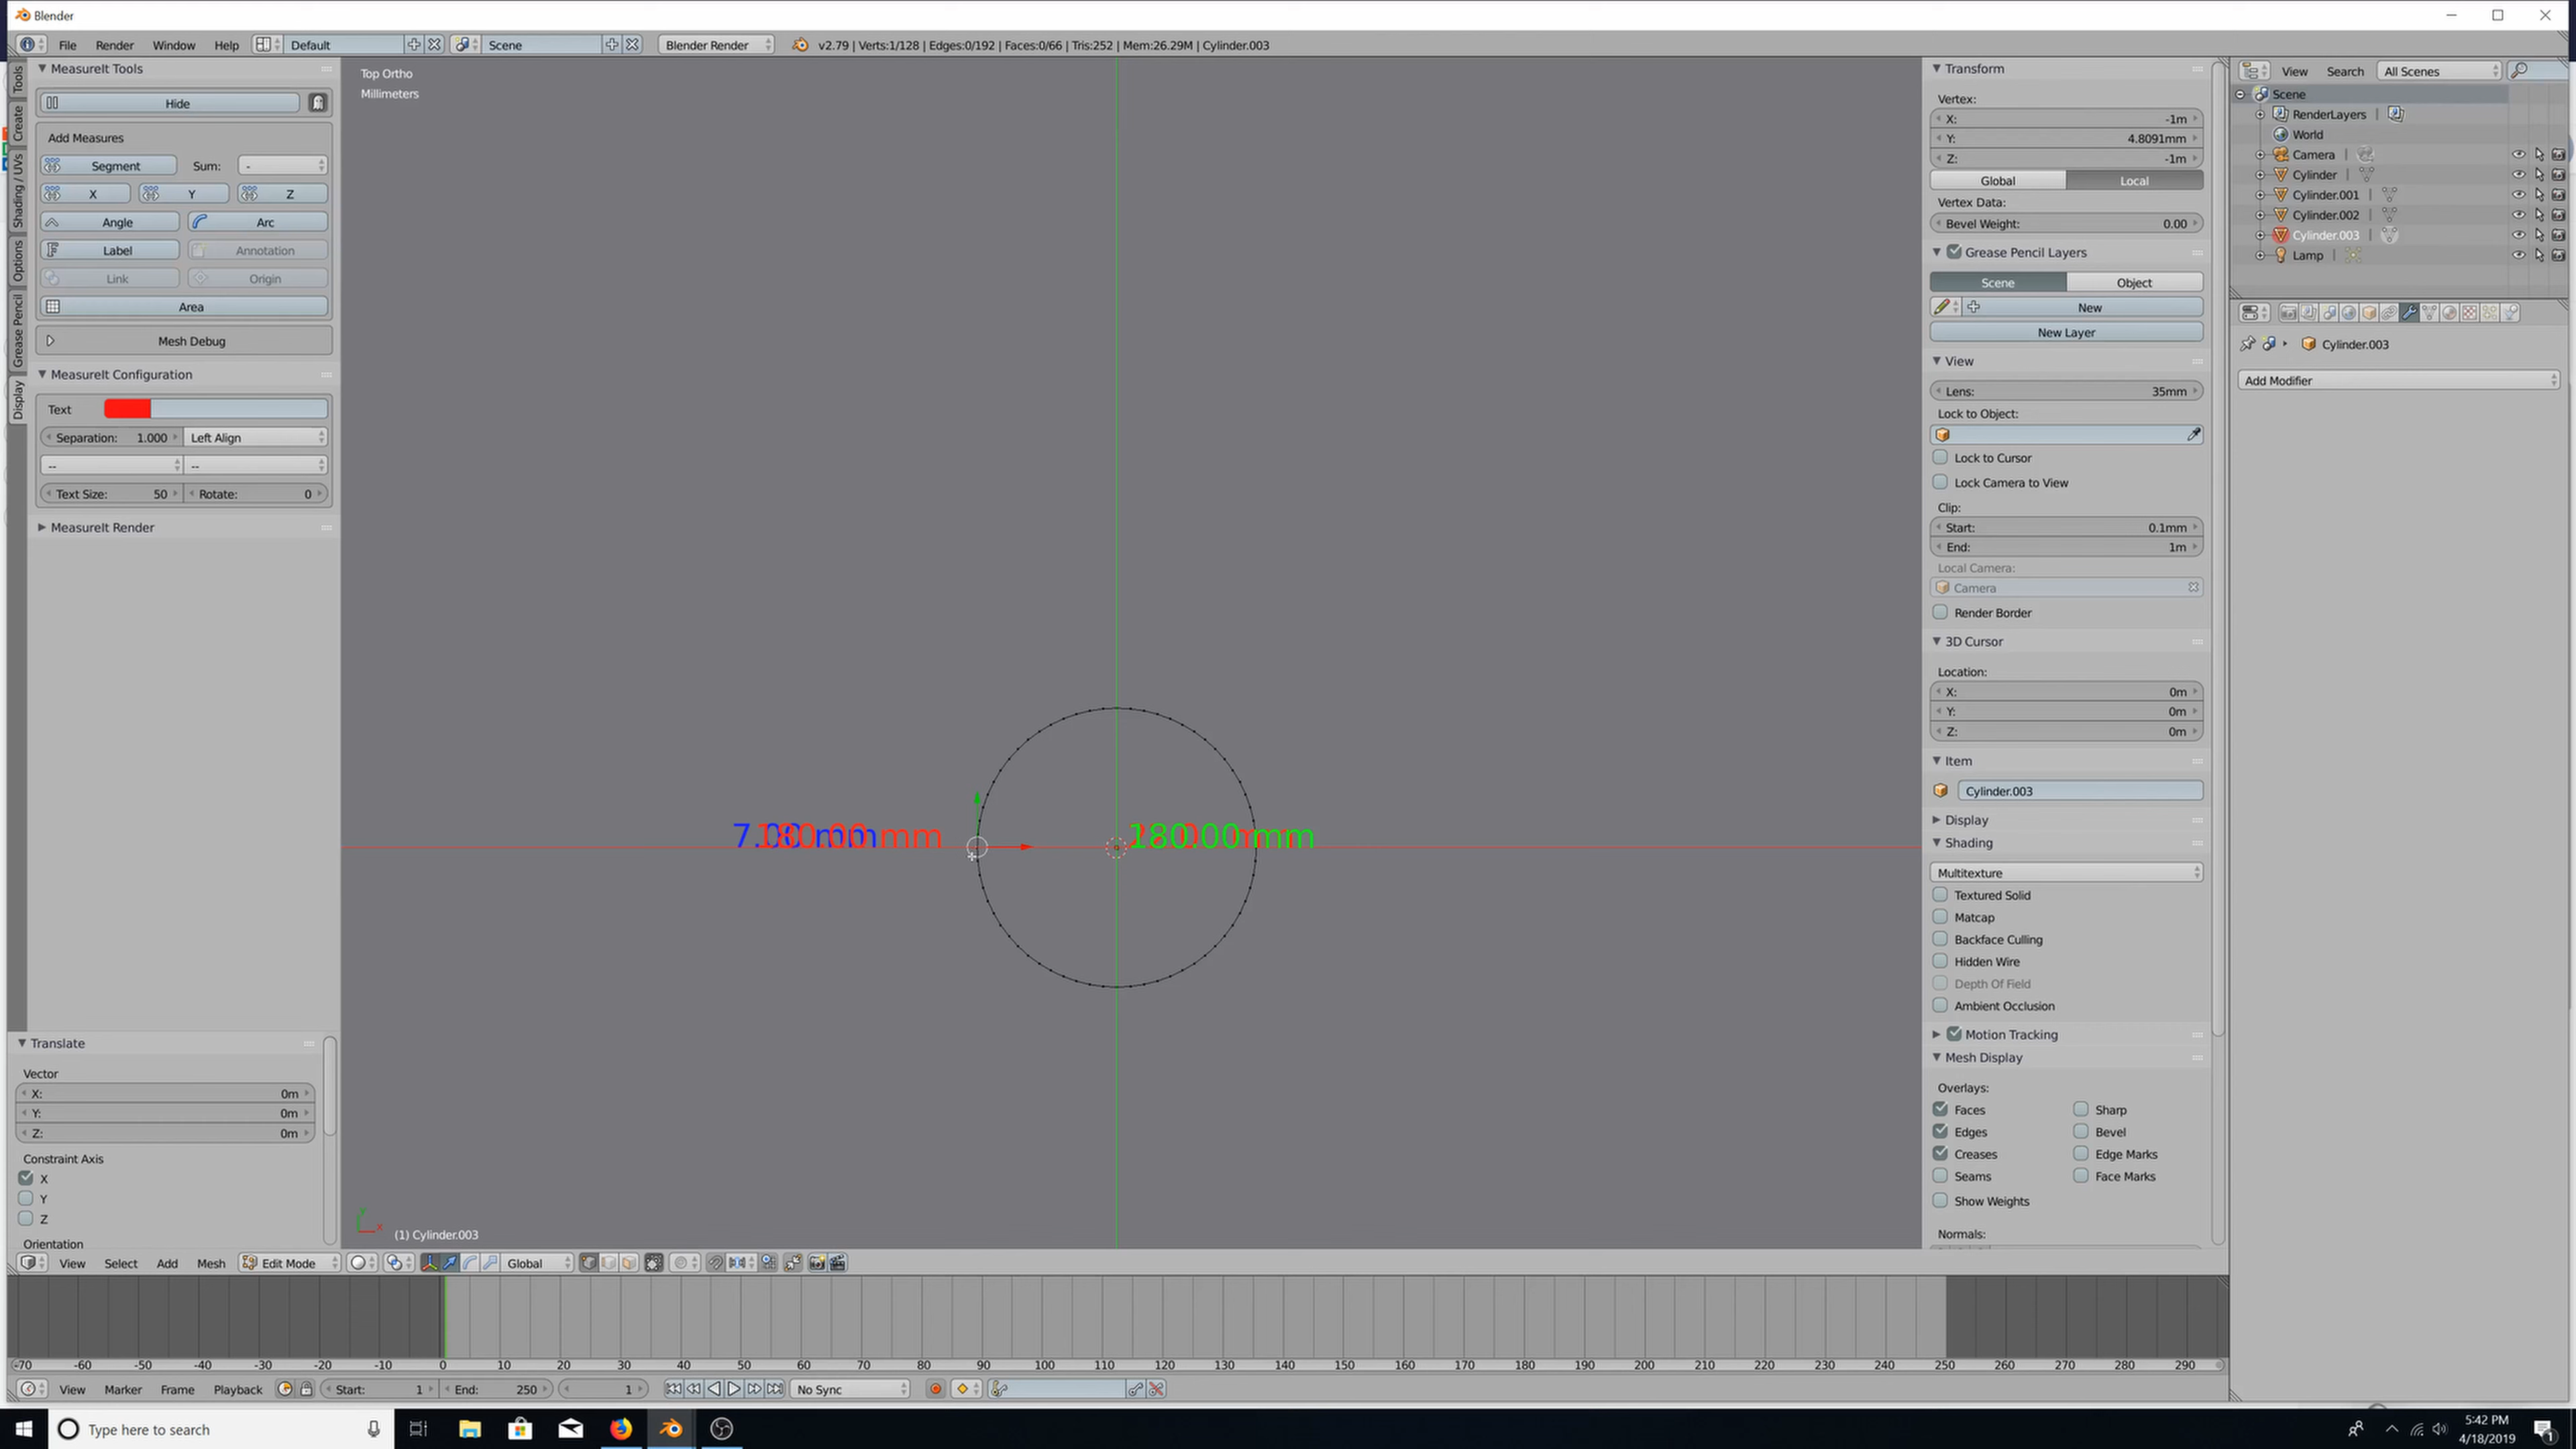 Blender
File Render Window Help Default Scene Blender Render v2.79 | Verts:1/128 | Edges:0/192 | Faces:0/66 | Tris:252 | Mem:26.29M | Cylinder.003
Tools
Create
Shading / UVs
Options
Grease Pencil
Display
MeasureIt Tools
Hide
Add Measures
Segment Sum: -
X Y Z
Angle Arc
Label Annotation
Link Origin
Area
Mesh Debug
MeasureIt Configuration
Text
Separation: 1.000 Left Align
-- --
Text Size: 50 Rotate: 0
MeasureIt Render
Translate
Vector
X: 0m
Y: 0m
Z: 0m
Constraint Axis
X
Y
Z
Orientation
Top Ortho
Millimeters
180.00 mm
(1) Cylinder.003
View Select Add Mesh Edit Mode Global
Transform
Vertex:
X: -1m
Y: 4.8091mm
Z: -1m
Global Local
Vertex Data:
Bevel Weight: 0.00
Grease Pencil Layers
Scene Object
New
New Layer
View
Lens: 35mm
Lock to Object:
Lock to Cursor
Lock Camera to View
Clip:
Start: 0.1mm
End: 1m
Local Camera:
Camera
Render Border
3D Cursor
Location:
X: 0m
Y: 0m
Z: 0m
Item
Cylinder.003
Display
Shading
Multitexture
Textured Solid
Matcap
Backface Culling
Hidden Wire
Depth Of Field
Ambient Occlusion
Motion Tracking
Mesh Display
Overlays:
Faces Sharp
Edges Bevel
Creases Edge Marks
Seams Face Marks
Show Weights
Normals:
View Search All Scenes
Scene
RenderLayers
World
Camera
Cylinder
Cylinder.001
Cylinder.002
Cylinder.003
Lamp
Cylinder.003
Add Modifier
-70 -60 -50 -40 -30 -20 -10 0 10 20 30 40 50 60 70 80 90 100 110 120 130 140 150 160 170 180 190 200 210 220 230 240 250 260 270 280 290
View Marker Frame Playback Start: 1 End: 250 1 No Sync
Type here to search
5:42 PM
4/18/2019
1